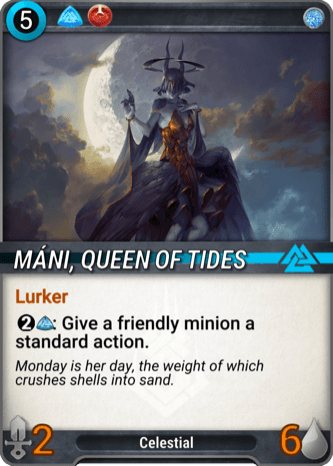 5
MÁNI, QUEEN OF TIDES
Lurker
2: Give a friendly minion a
standard action.
Monday is her day, the weight of which
crushes shells into sand.
2
Celestial
6